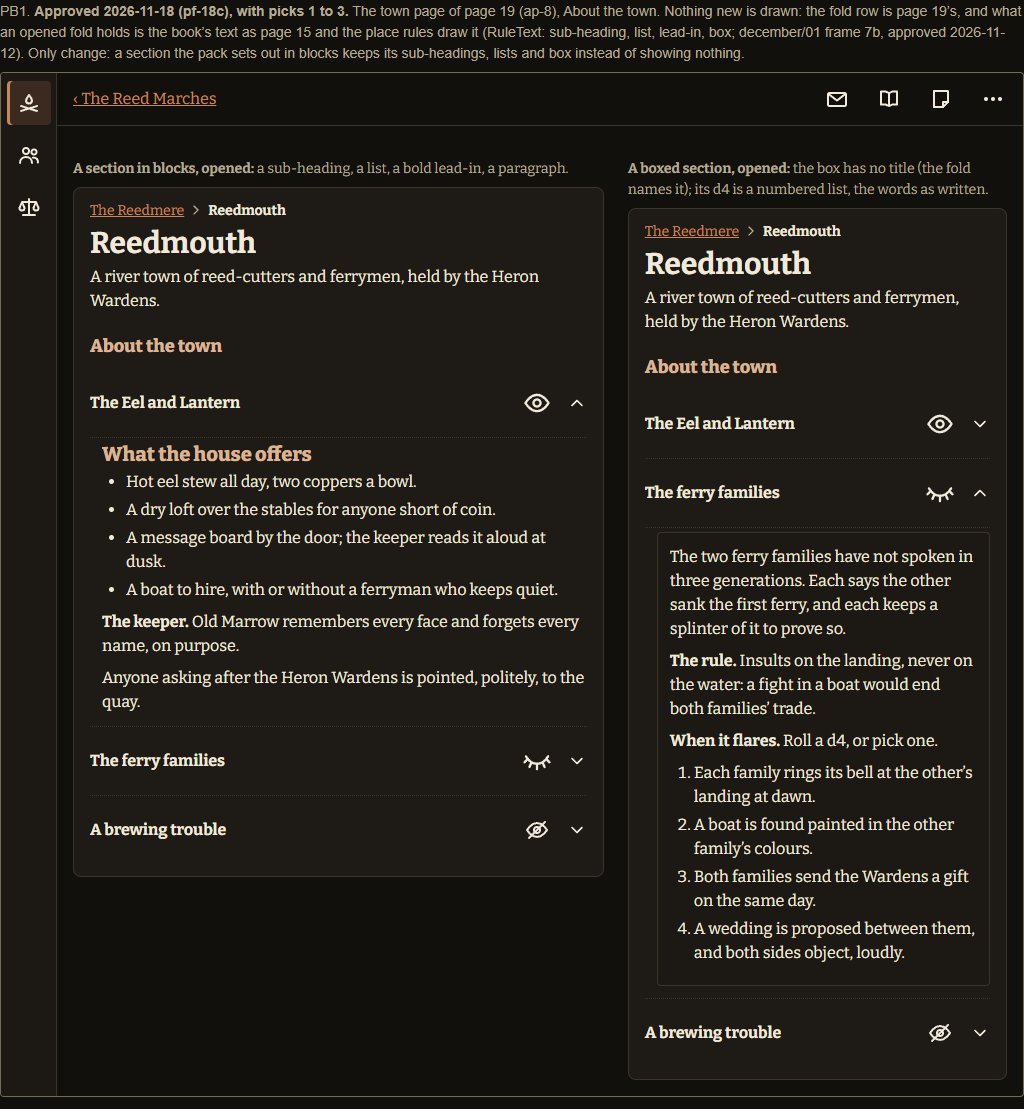 PB1. Approved 2026-11-18 (pf-18c), with picks 1 to 3. The town page of page 19 (ap-8), About the town. Nothing new is drawn: the fold row is page 19's, and what
an opened fold holds is the book's text as page 15 and the place rules draw it (RuleText: sub-heading, list, lead-in, box; december/01 frame 7b, approved 2026-11-
12). Only change: a section the pack sets out in blocks keeps its sub-headings, lists and box instead of showing nothing.
‹ The Reed Marches
A section in blocks, opened: a sub-heading, a list, a bold lead-in, a paragraph.
The Reedmere > Reedmouth
Reedmouth
A river town of reed-cutters and ferrymen, held by the Heron
Wardens.
About the town
The Eel and Lantern
What the house offers
• Hot eel stew all day, two coppers a bowl.
• A dry loft over the stables for anyone short of coin.
• A message board by the door; the keeper reads it aloud at
dusk.
• A boat to hire, with or without a ferryman who keeps quiet.
The keeper. Old Marrow remembers every face and forgets every
name, on purpose.
Anyone asking after the Heron Wardens is pointed, politely, to the
quay.
The ferry families
A brewing trouble
A boxed section, opened: the box has no title (the fold
names it); its d4 is a numbered list, the words as written.
The Reedmere > Reedmouth
Reedmouth
A river town of reed-cutters and ferrymen,
held by the Heron Wardens.
About the town
The Eel and Lantern
The ferry families
The two ferry families have not spoken in
three generations. Each says the other
sank the first ferry, and each keeps a
splinter of it to prove so.
The rule. Insults on the landing, never on
the water: a fight in a boat would end
both families' trade.
When it flares. Roll a d4, or pick one.
1. Each family rings its bell at the other's
landing at dawn.
2. A boat is found painted in the other
family's colours.
3. Both families send the Wardens a gift
on the same day.
4. A wedding is proposed between them,
and both sides object, loudly.
A brewing trouble